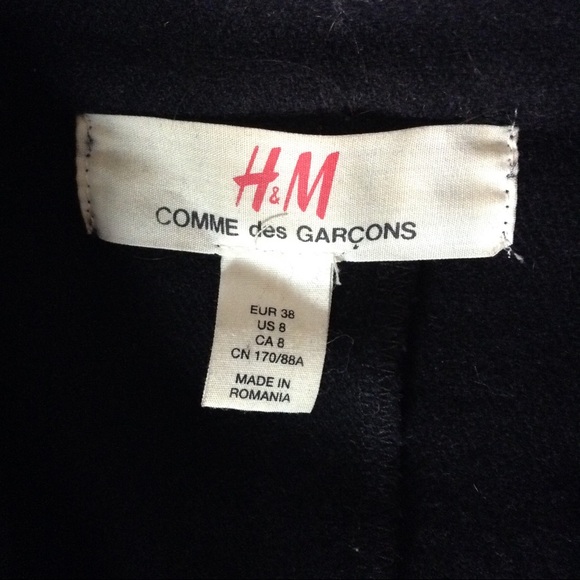 H&M
COMME des GARÇONS
EUR 38
US 8
CA 8
CN 170/88A
MADE IN
ROMANIA